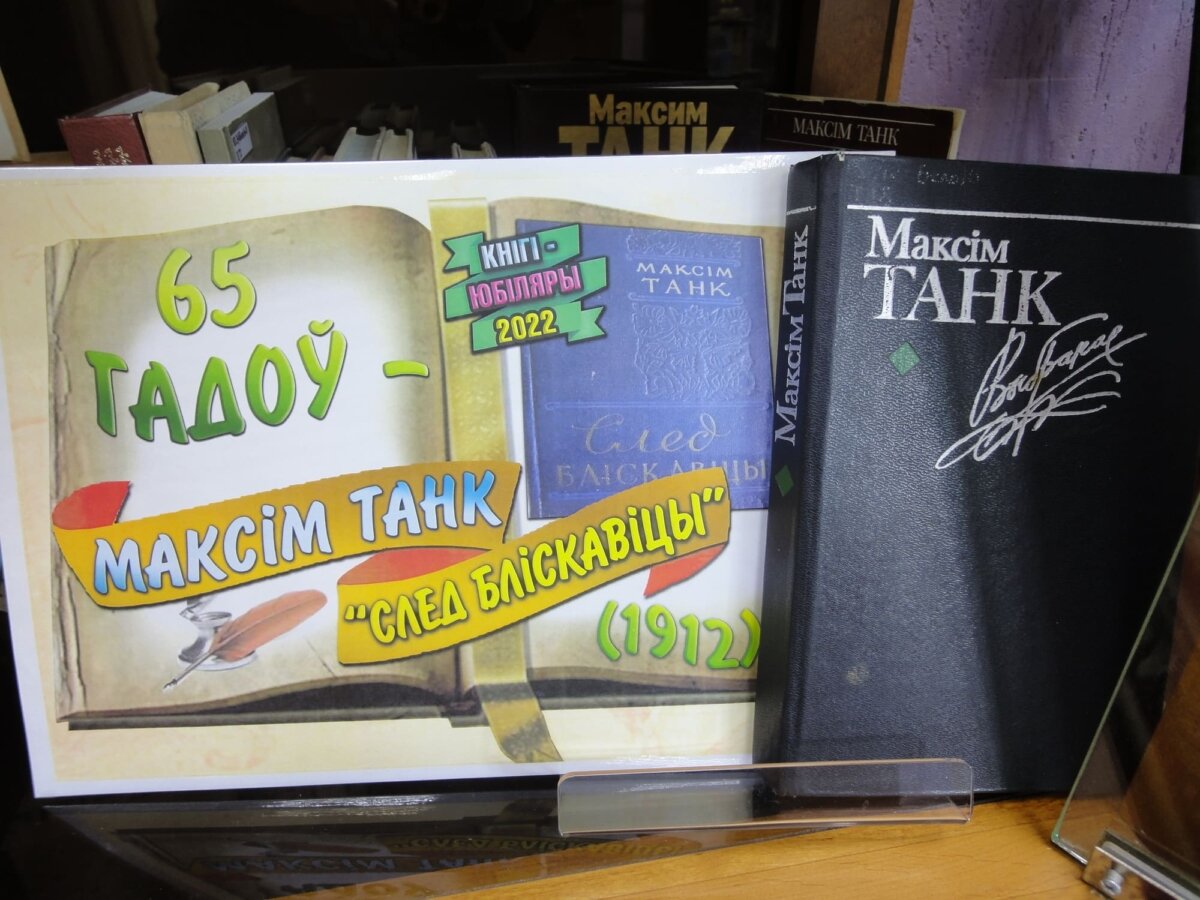 Максим
ТАНК
МАКСІМ ТАНК
65
ГАДОЎ -
КНІГІ -
ЮБІЛЯРЫ
2022
МАКСІМ
ТАНК
След
БЛІСКАВІЦЫ
МАКСІМ ТАНК
“СЛЕД БЛІСКАВІЦЫ”
(1912)
Максім Танк
Максім
ТАНК
Выбранае